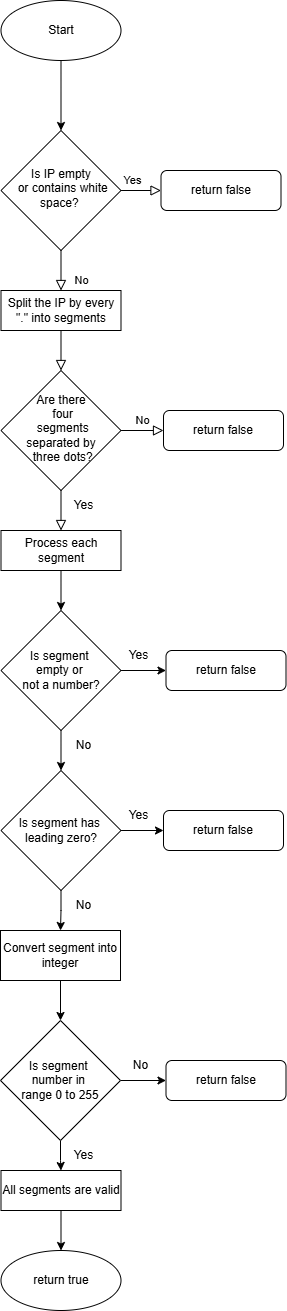 Start
Is IP empty
or contains white
space?
Yes
return false
No
Split the IP by every
"." into segments
Are there
four
segments
separated by
three dots?
No
return false
Yes
Process each
segment
Is segment
empty or
not a number?
Yes
return false
No
Is segment has
leading zero?
Yes
return false
No
Convert segment into
integer
Is segment
number in
range 0 to 255
No
return false
Yes
All segments are valid
return true